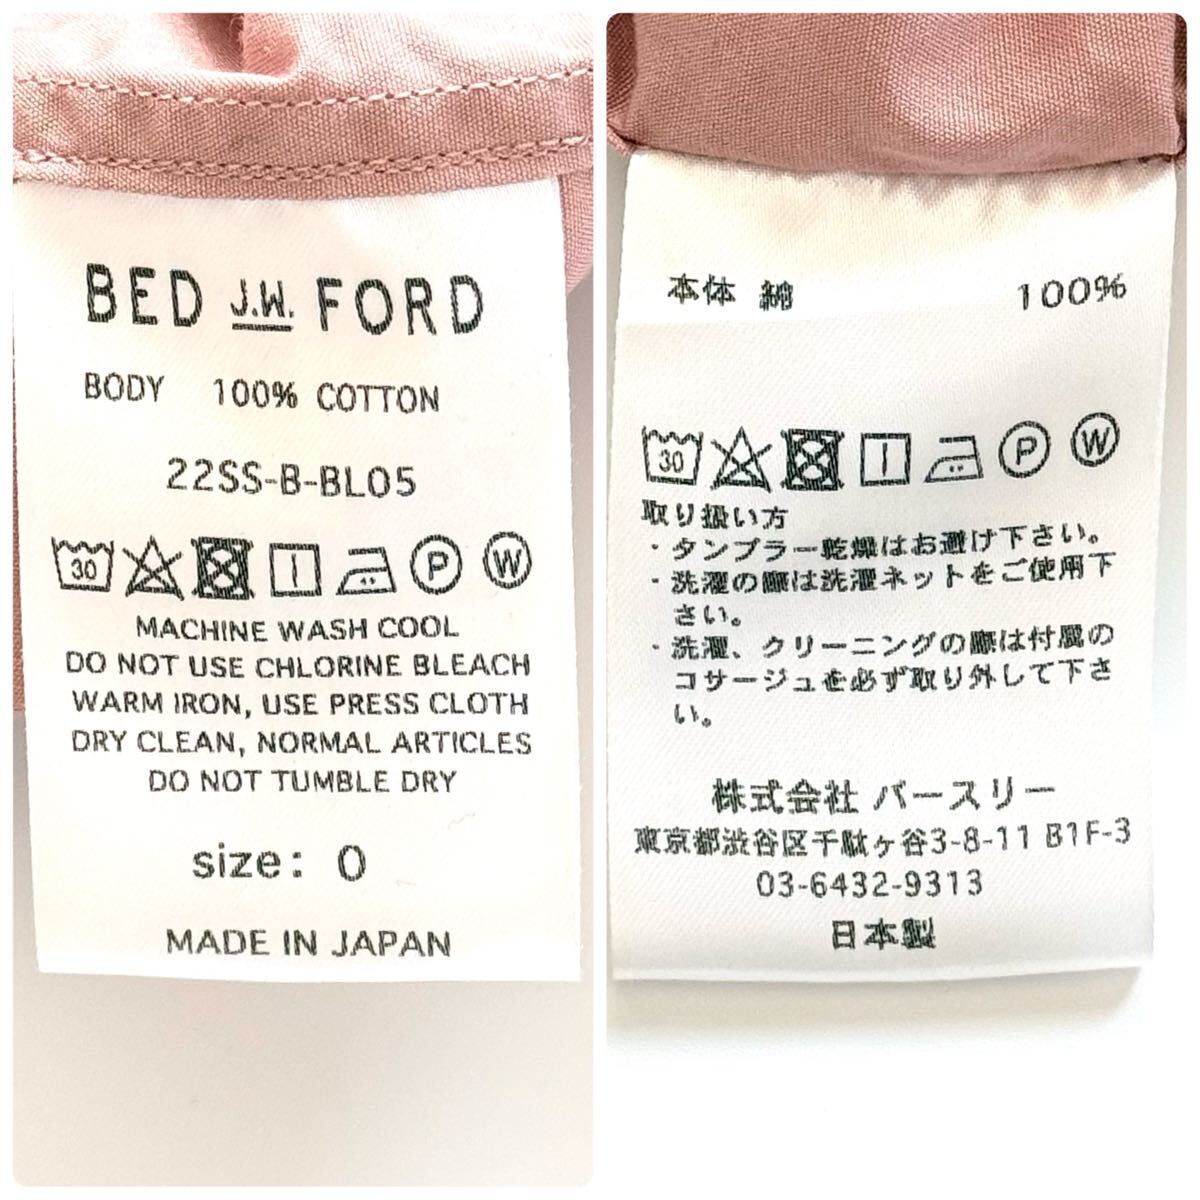 BED J.W. FORD
BODY 100% COTTON
22SS-B-BL05
30 P W
MACHINE WASH COOL
DO NOT USE CHLORINE BLEACH
WARM IRON, USE PRESS CLOTH
DRY CLEAN, NORMAL ARTICLES
DO NOT TUMBLE DRY
size: 0
MADE IN JAPAN
本体 綿 100%
30 P W
取り扱い方
・タンブラー乾燥はお避け下さい。
・洗濯の際は洗濯ネットをご使用下
さい。
・洗濯、クリーニングの際は付属の
コサージュを必ず取り外して下さ
い。
株式会社 バースリー
東京都渋谷区千駄ヶ谷3-8-11 B1F-3
03-6432-9313
日本製